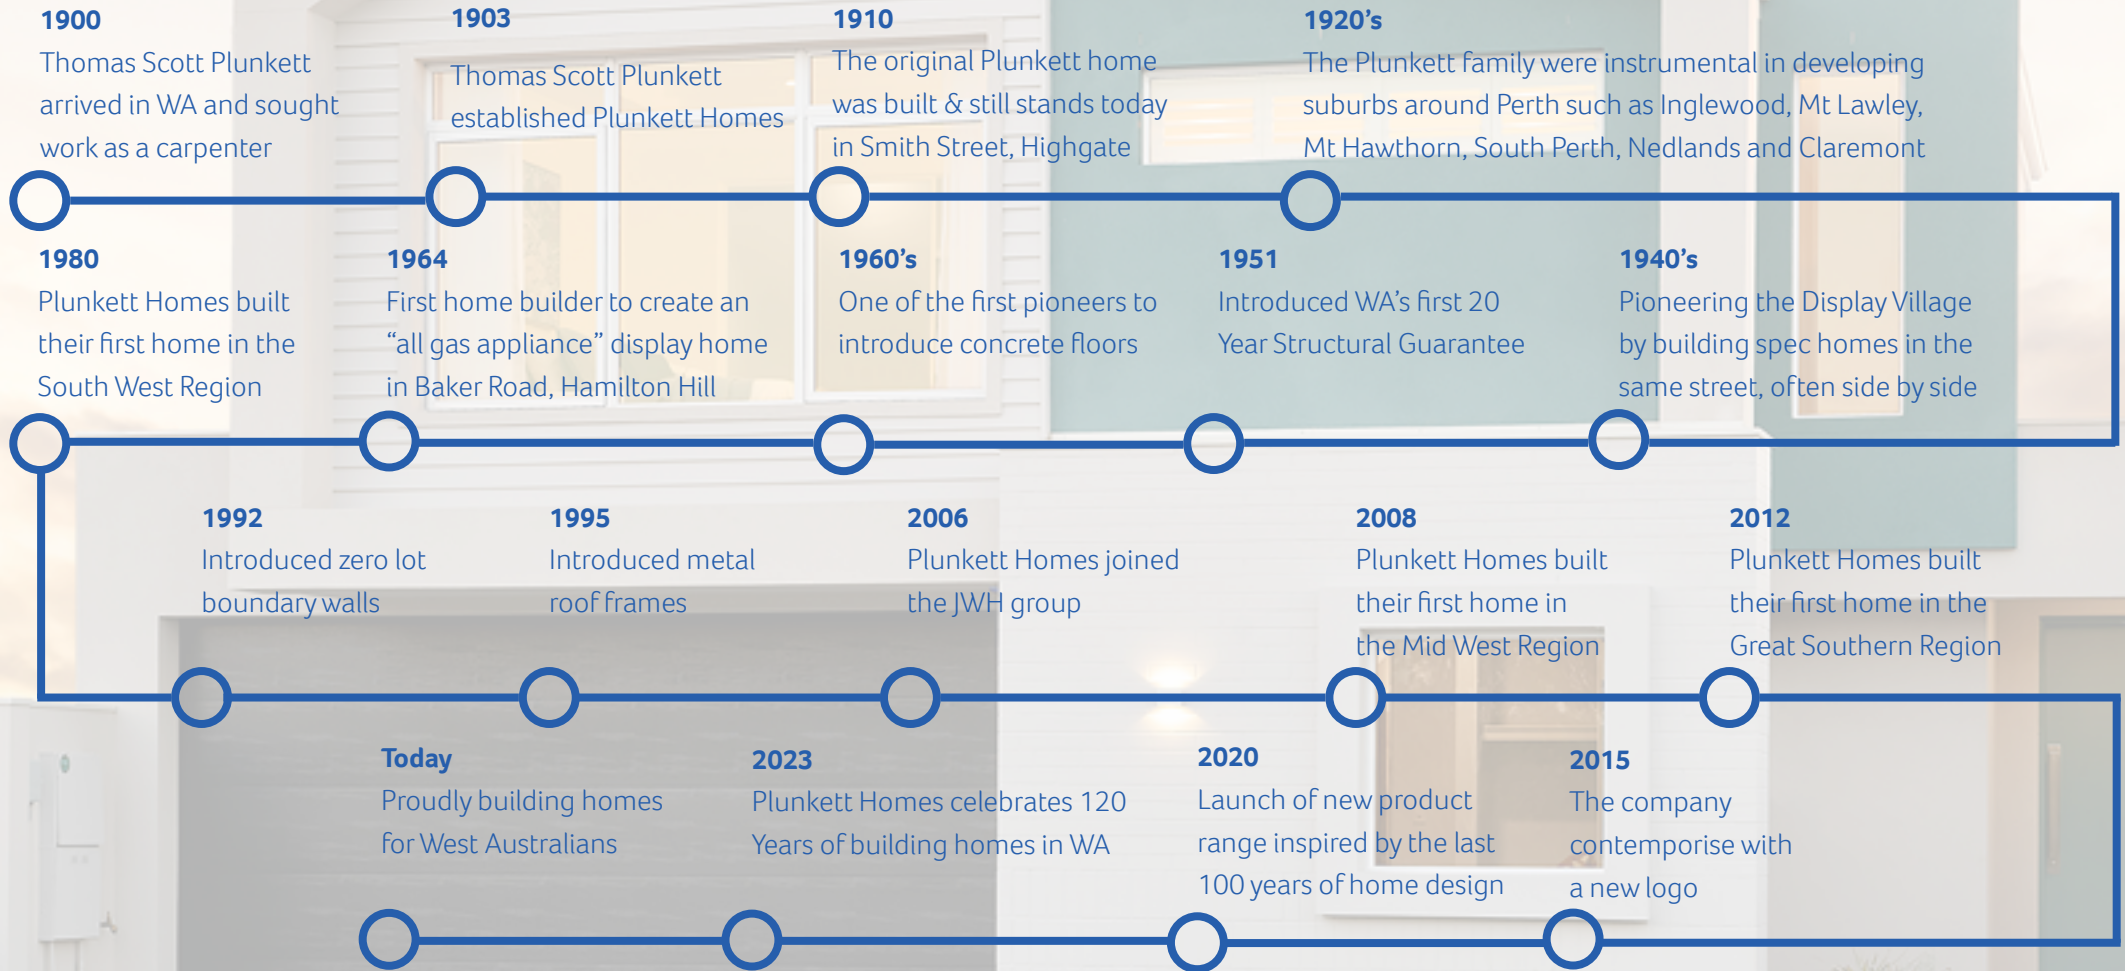 1900
Thomas Scott Plunkett
arrived in WA and sought
work as a carpenter
1903
Thomas Scott Plunkett
established Plunkett Homes
1910
The original Plunkett home
was built & still stands today
in Smith Street, Highgate
1920’s
The Plunkett family were instrumental in developing
suburbs around Perth such as Inglewood, Mt Lawley,
Mt Hawthorn, South Perth, Nedlands and Claremont
1940’s
Pioneering the Display Village
by building spec homes in the
same street, often side by side
1951
Introduced WA’s first 20
Year Structural Guarantee
1960’s
One of the first pioneers to
introduce concrete floors
1964
First home builder to create an
“all gas appliance” display home
in Baker Road, Hamilton Hill
1980
Plunkett Homes built
their first home in the
South West Region
1992
Introduced zero lot
boundary walls
1995
Introduced metal
roof frames
2006
Plunkett Homes joined
the JWH group
2008
Plunkett Homes built
their first home in
the Mid West Region
2012
Plunkett Homes built
their first home in the
Great Southern Region
2015
The company
contemporise with
a new logo
2020
Launch of new product
range inspired by the last
100 years of home design
2023
Plunkett Homes celebrates 120
Years of building homes in WA
Today
Proudly building homes
for West Australians